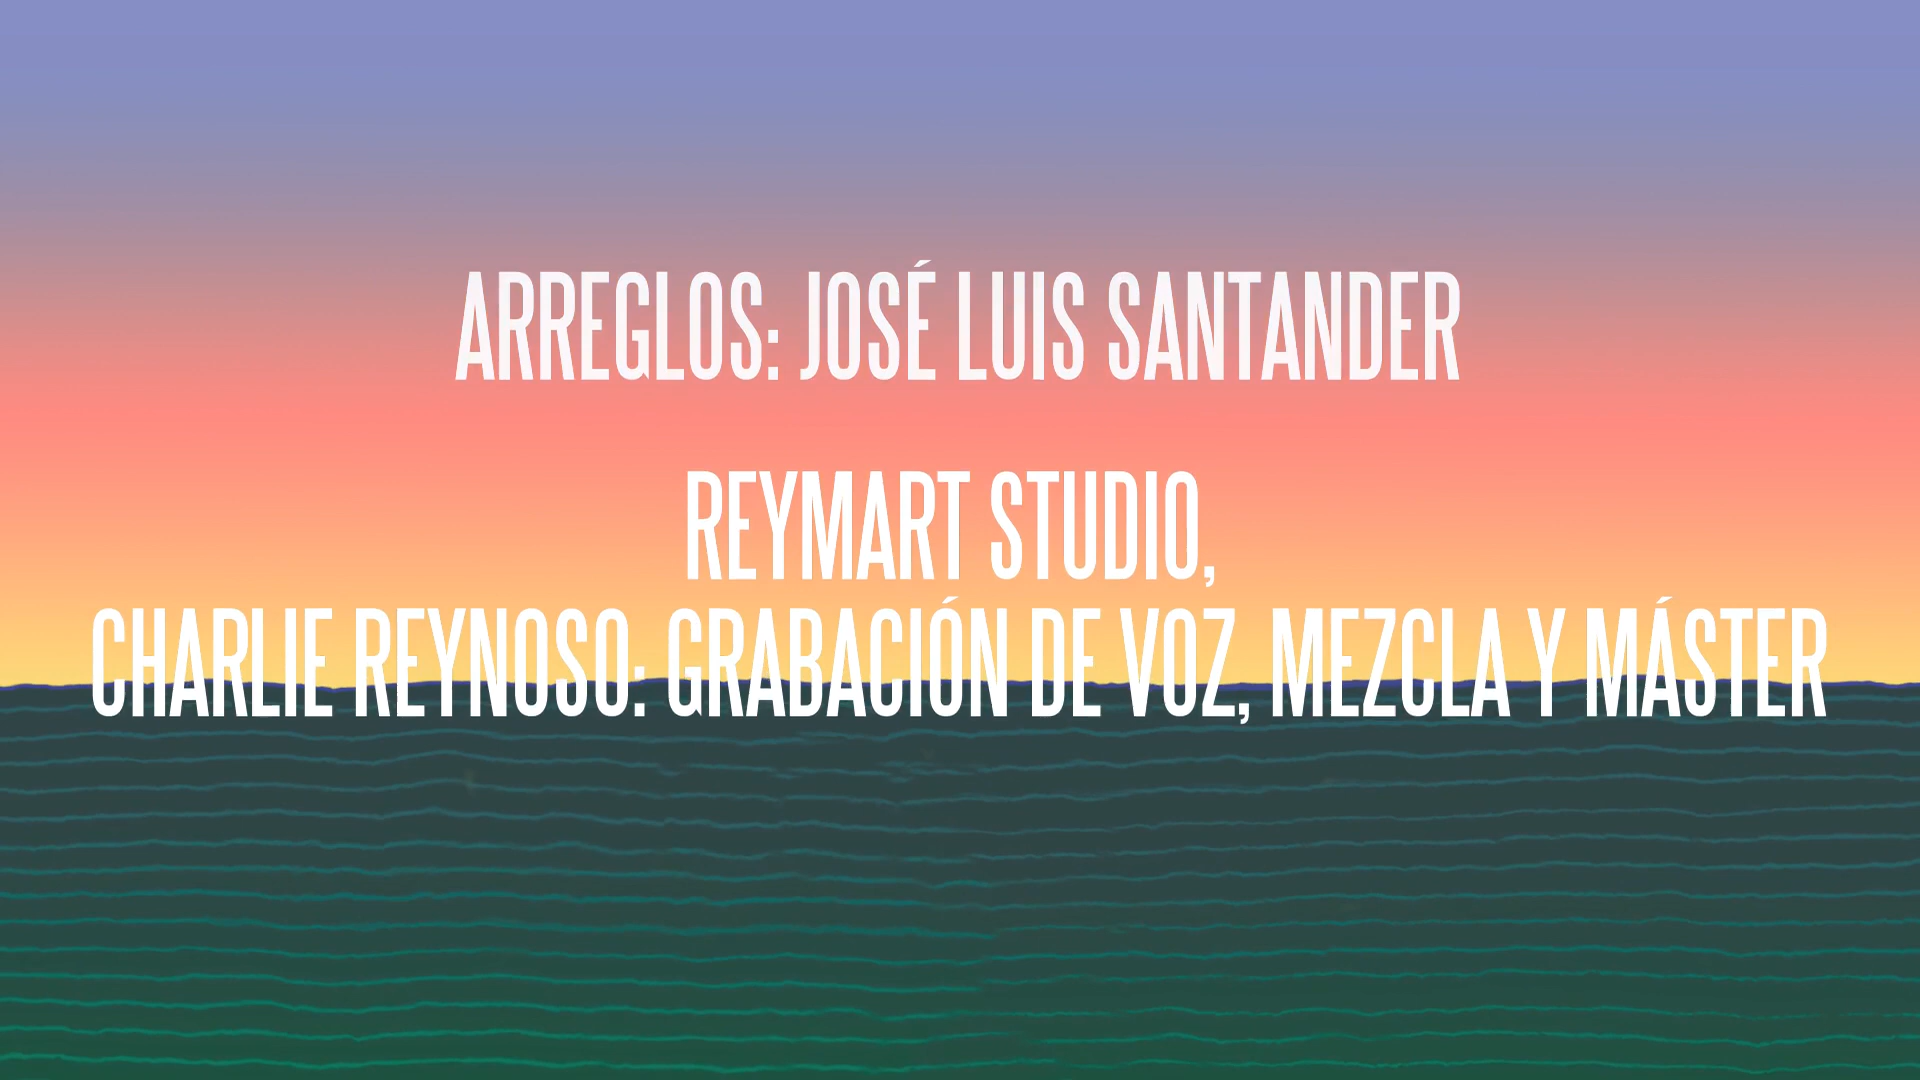 ARREGLOS: JOSÉ LUIS SANTANDER
REYMART STUDIO,
CHARLIE REYNOSO: GRABACIÓN DE VOZ, MEZCLA Y MÁSTER